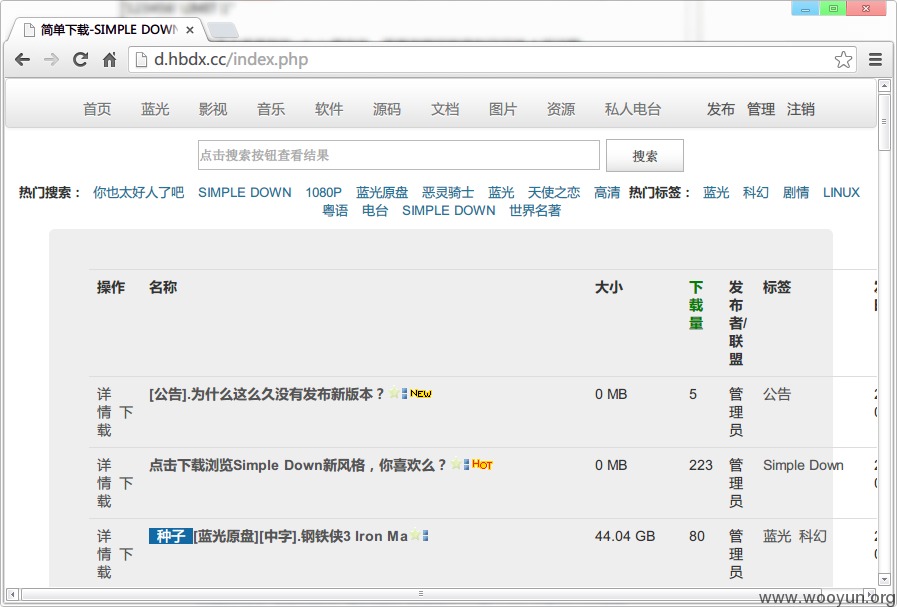 简单下载-SIMPLE DOWN
d.hbdx.cc/index.php
首页 蓝光 影视 音乐 软件 源码 文档 图片 资源 私人电台 发布 管理 注销
点击搜索按钮查看结果 搜索
热门搜索： 你也太好人了吧 SIMPLE DOWN 1080P 蓝光原盘 恶灵骑士 蓝光 天使之恋 高清 热门标签： 蓝光 科幻 剧情 LINUX
粤语 电台 SIMPLE DOWN 世界名著
操作 名称 大小 下载量 发布者/联盟 标签
详情 下载 [公告].为什么这么久没有发布新版本？ NEW 0 MB 5 管理员 公告
详情 下载 点击下载浏览Simple Down新风格，你喜欢么？ HOT 0 MB 223 管理员 Simple Down
详情 下载 种子 [蓝光原盘][中字].钢铁侠3 Iron Ma 44.04 GB 80 管理员 蓝光 科幻
www.wooyun.org